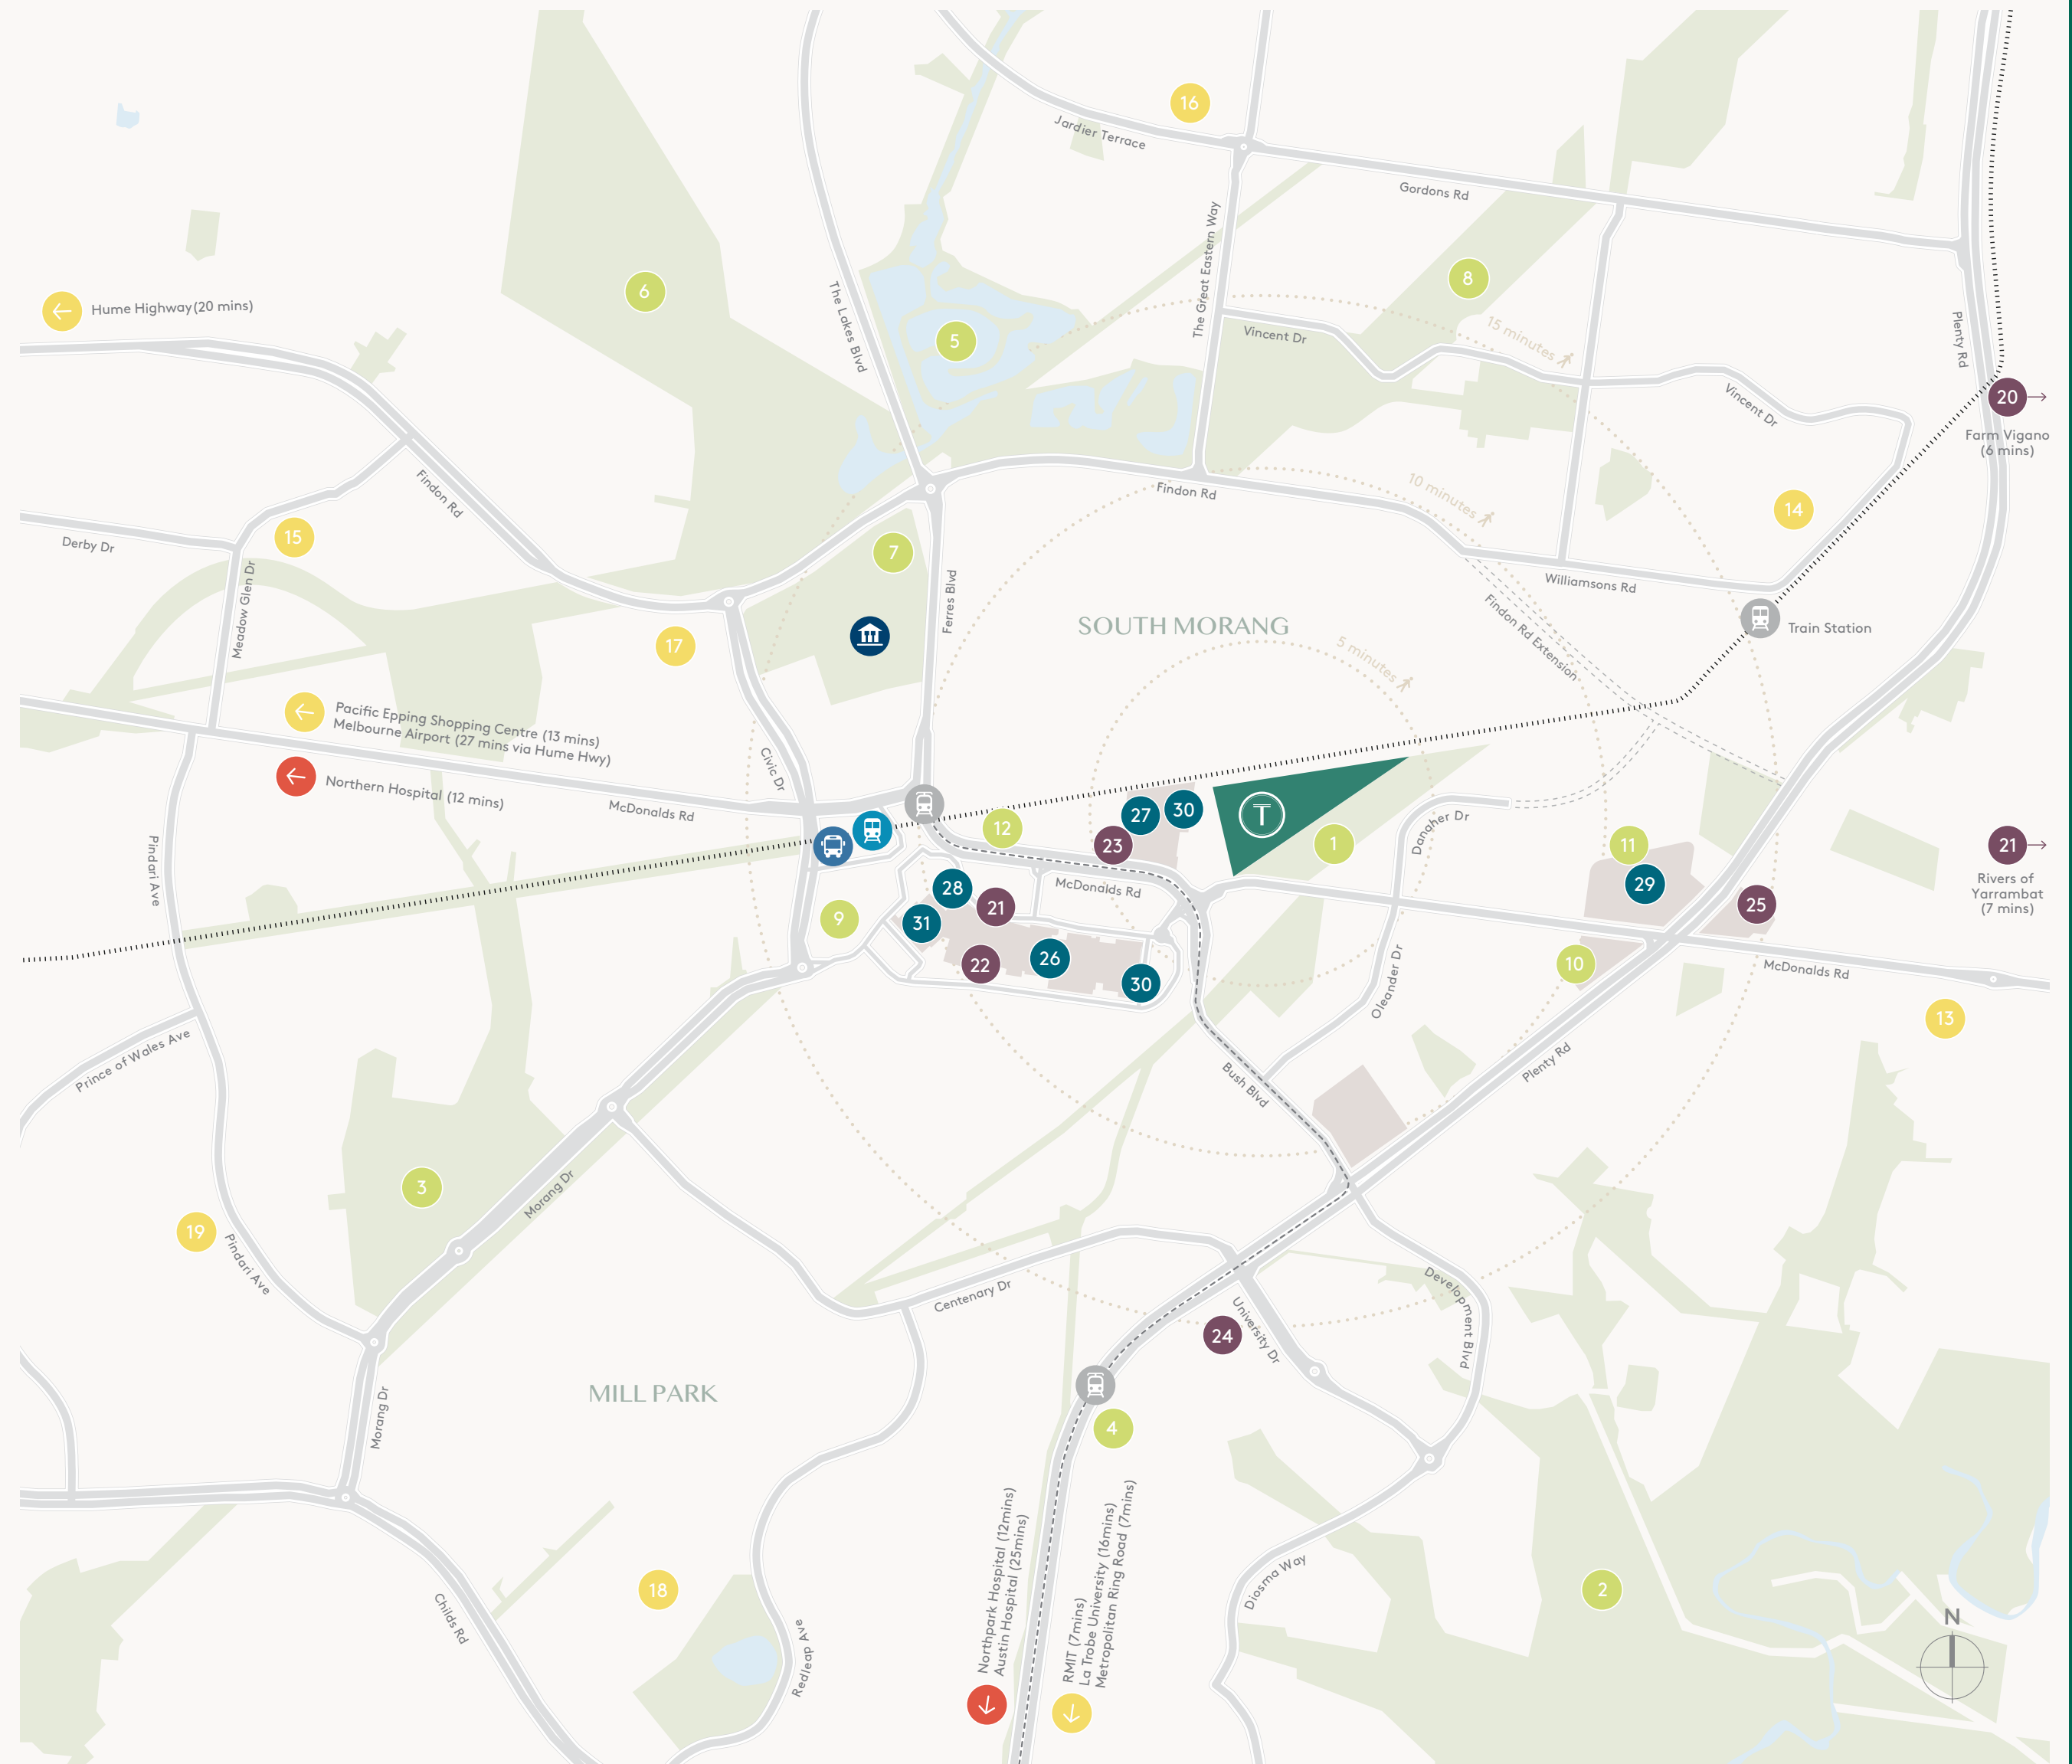 16
Jardier Terrace
Gordons Rd
The Great Eastern Way
6
8
Hume Highway (20 mins)
The Lakes Blvd
5
Vincent Dr
15 minutes
Plenty Rd
Vincent Dr
20
Farm Vigano
(6 mins)
Findon Rd
Findon Rd
10 minutes
14
15
Derby Dr
7
Meadow Glen Dr
Ferres Blvd
Williamsons Rd
Findon Rd Extension
SOUTH MORANG
Train Station
17
5 minutes
Pacific Epping Shopping Centre (13 mins)
Melbourne Airport (27 mins via Hume Hwy)
Civic Dr
Northern Hospital (12 mins)
McDonalds Rd
12
27
30
T
23
1
Danaher Dr
11
21
Pindari Ave
28
McDonalds Rd
29
Rivers of
Yarrambat
(7 mins)
9
31
21
25
22
26
30
10
McDonalds Rd
Oleander Dr
13
Prince of Wales Ave
Bush Blvd
Plenty Rd
3
Morang Dr
19
Pindari Ave
Centenary Dr
University Dr
Development Blvd
24
MILL PARK
Morang Dr
4
Northpark Hospital (12mins)
Austin Hospital (25mins)
RMIT (7mins)
La Trobe University (16mins)
Metropolitan Ring Road (7mins)
Diosma Way
18
2
Childs Rd
Redleap Ave
N